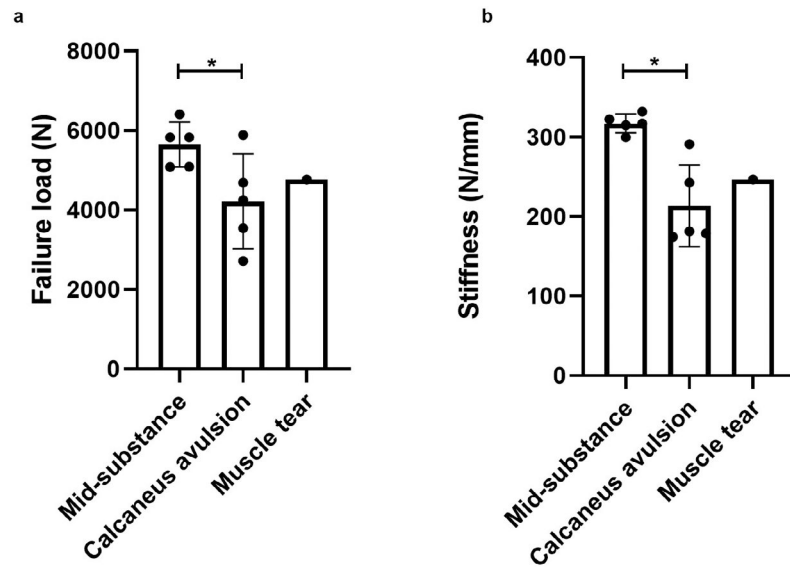 a
Failure load (N)
8000
6000
4000
2000
0
*
Mid-substance
Calcaneus avulsion
Muscle tear
b
Stiffness (N/mm)
400
300
200
100
0
*
Mid-substance
Calcaneus avulsion
Muscle tear